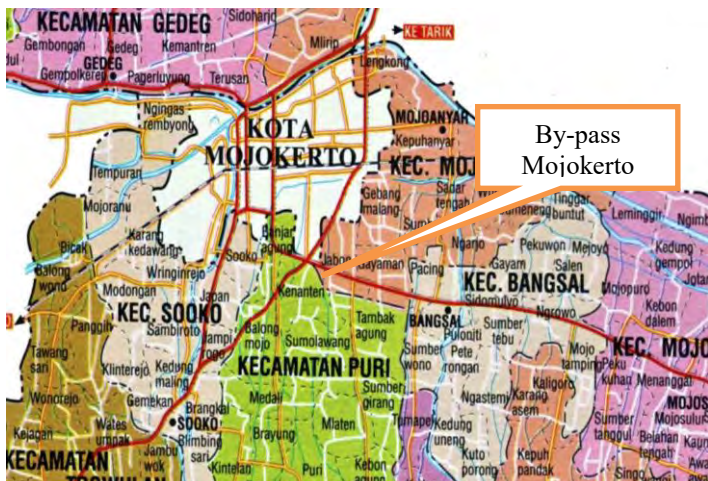 KECAMATAN GEDEG
Sidoharjo
KE TARIK
Gembongan
Gedeg
Kemantren
Mlirip
GEDEG
Gempolkerep
Pagerluyung
Terusan
Lengkong
Ngingas
rembyong
KOTA
MOJOKERTO
MOJOANYAR
Kepuhanyar
KEC. MOJ
By-pass
Mojokerto
Tempuran
Mojoranu
Gebang
malang
Sadar
tengah
Tinggar
buntut
Leminggir
Ngimb
Bicak
Karang
kedawang
Banjar
agung
Ngarjo
Pekuwon
Mejoyo
Kedung
gempol
Balong
wono
Wringinrejo
Sooko
Jabon
Gayaman
Pacing
Gayam
Salen
Jotan
Modongan
Japan
Kenanten
KEC. BANGSAL
Mojopuro
KEC. SOOKO
Sidomulyo
Ngrowo
Kebon
dalem
Panggih
Sambiroto
Balong
mojo
Sumolawang
Tambak
agung
BANGSAL
Puloniti
Sumber
tebu
KEC. MOJO
Tawang
sari
Klinterejo
Kedung
maling
KECAMATAN PURI
Sumber
wono
Pete
rongan
Mojo
tamping
Peku
kuhan
Menanggal
Wonorejo
Gemekan
Brangkal
Medali
Sumber
girang
Ngastemi
Kaligoro
Karang
asem
MOJOS
Mojosulur
Kejagan
Wates
umpak
SOOKO
Blimbing
sari
Brayung
Mlaten
Tumapel
Kedung
uneng
Sumber
tanggul
Belahan
tengah
KECAMATAN
Jambu
wok
Kintelan
Puri
Kebon
agung
Kuto
porong
Kepuh
pandak
Singo